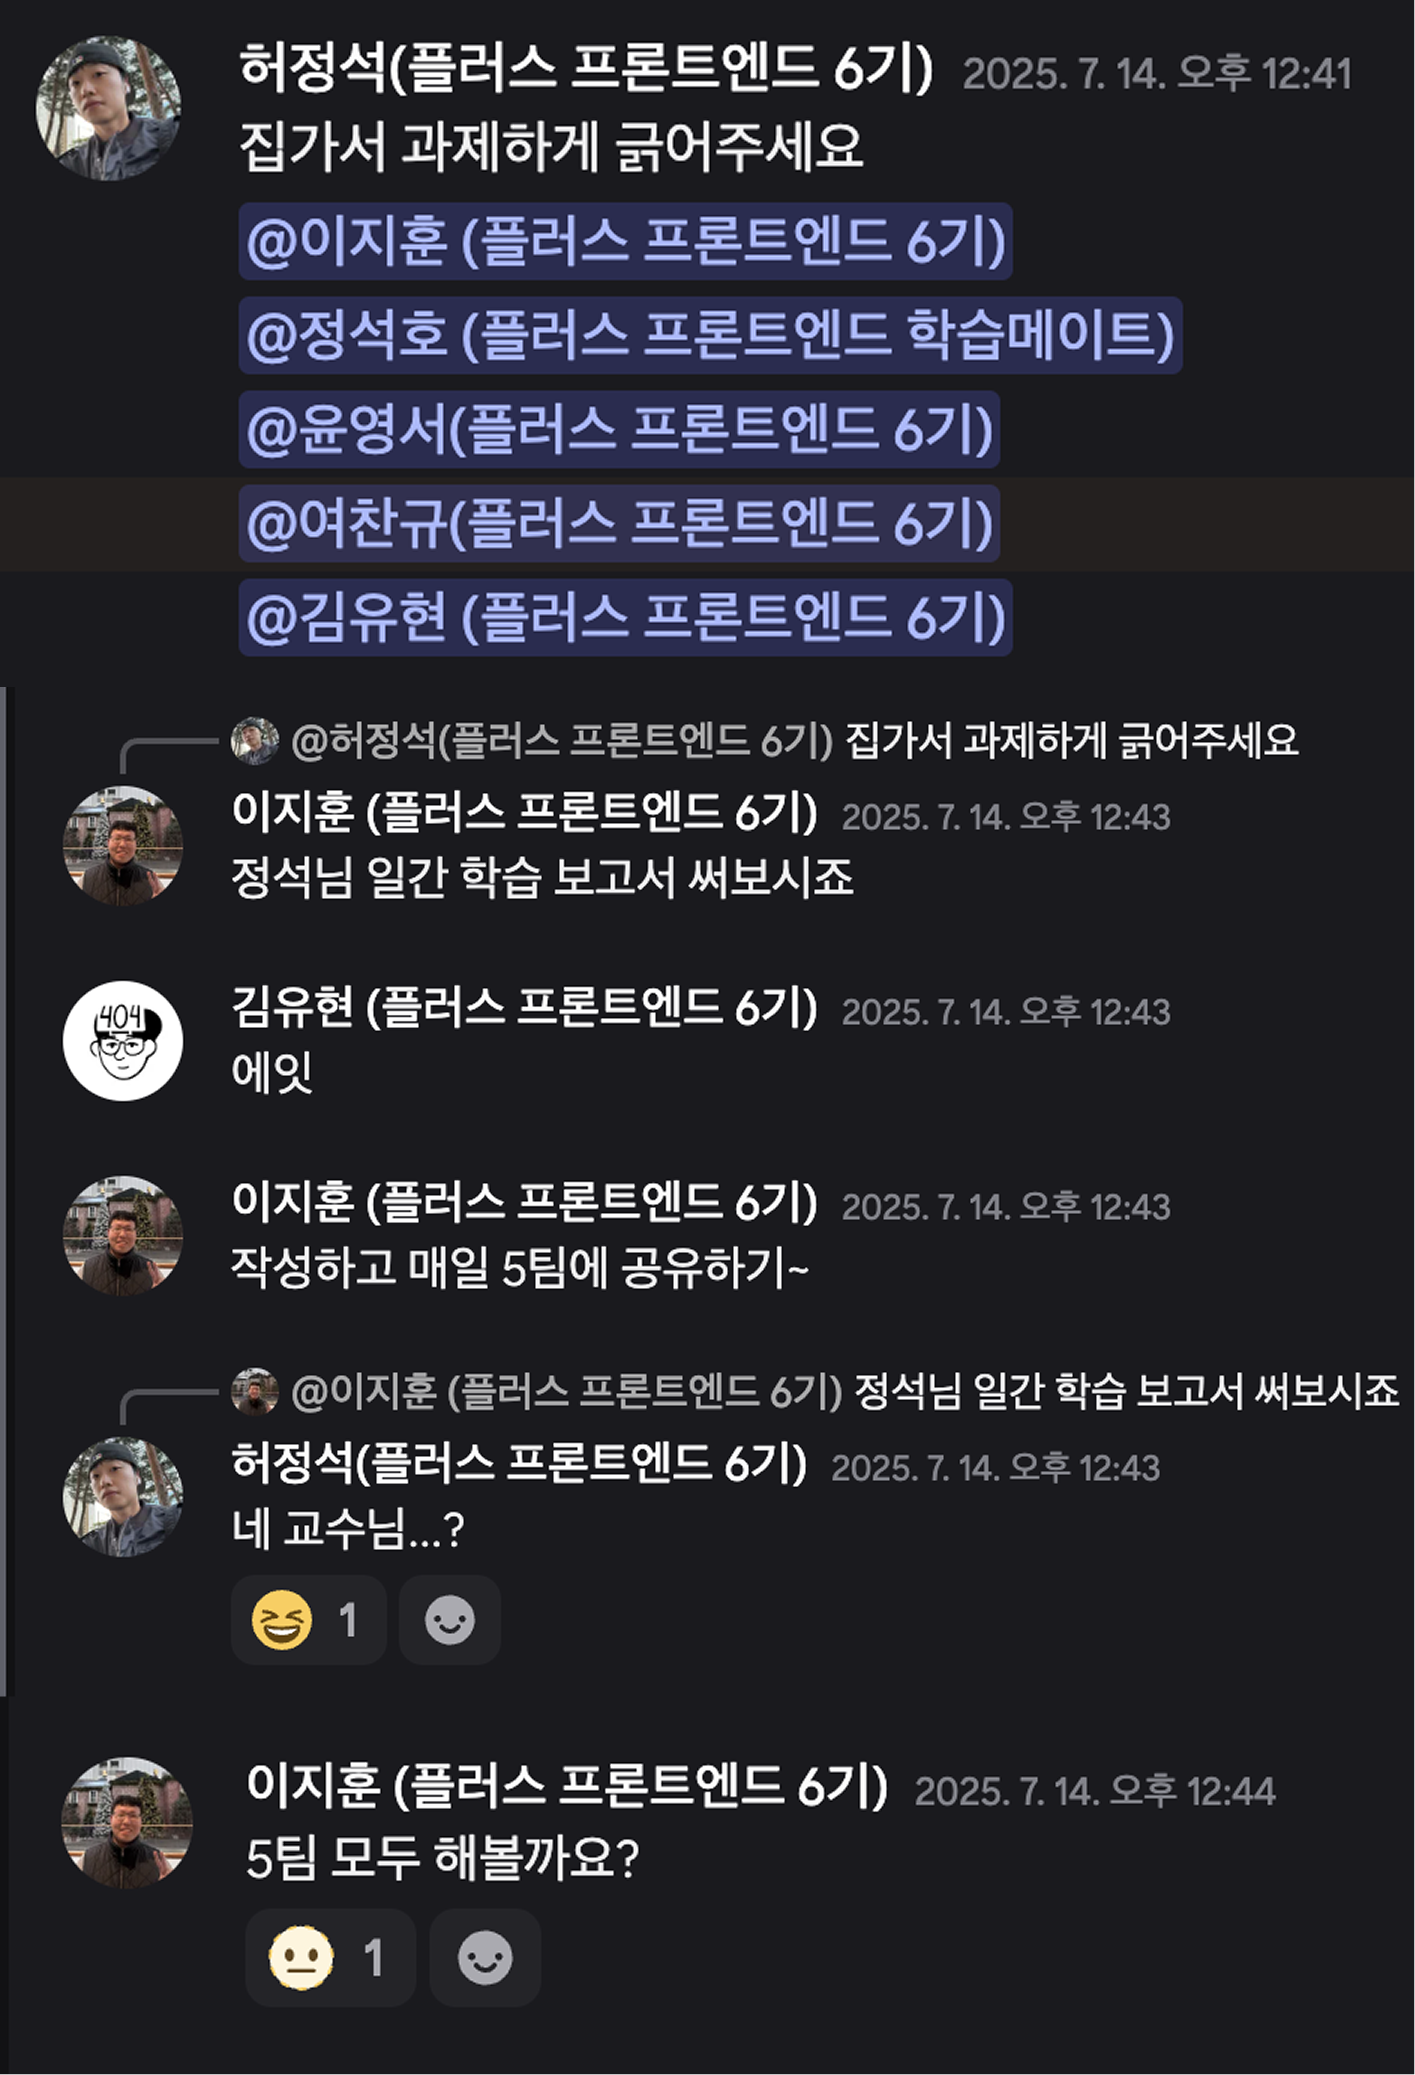 허정석(플러스 프론트엔드 6기) 2025. 7. 14. 오후 12:41
집가서 과제하게 긁어주세요
@이지훈 (플러스 프론트엔드 6기)
@정석호 (플러스 프론트엔드 학습메이트)
@윤영서(플러스 프론트엔드 6기)
@여찬규(플러스 프론트엔드 6기)
@김유현 (플러스 프론트엔드 6기)
@허정석(플러스 프론트엔드 6기) 집가서 과제하게 긁어주세요
이지훈 (플러스 프론트엔드 6기) 2025. 7. 14. 오후 12:43
정석님 일간 학습 보고서 써보시죠
404
김유현 (플러스 프론트엔드 6기) 2025. 7. 14. 오후 12:43
에잇
이지훈 (플러스 프론트엔드 6기) 2025. 7. 14. 오후 12:43
작성하고 매일 5팀에 공유하기~
@이지훈 (플러스 프론트엔드 6기) 정석님 일간 학습 보고서 써보시죠
허정석(플러스 프론트엔드 6기) 2025. 7. 14. 오후 12:43
네 교수님...?
1
이지훈 (플러스 프론트엔드 6기) 2025. 7. 14. 오후 12:44
5팀 모두 해볼까요?
1